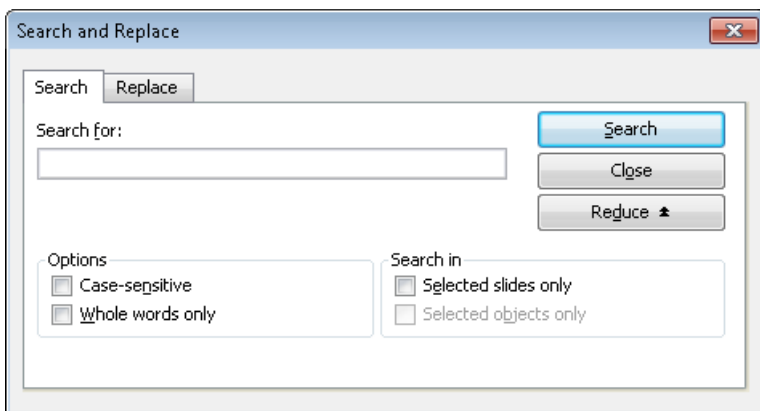 Search and Replace
Search
Replace
Search for:
Search
Close
Reduce
Options
Case-sensitive
Whole words only
Search in
Selected slides only
Selected objects only